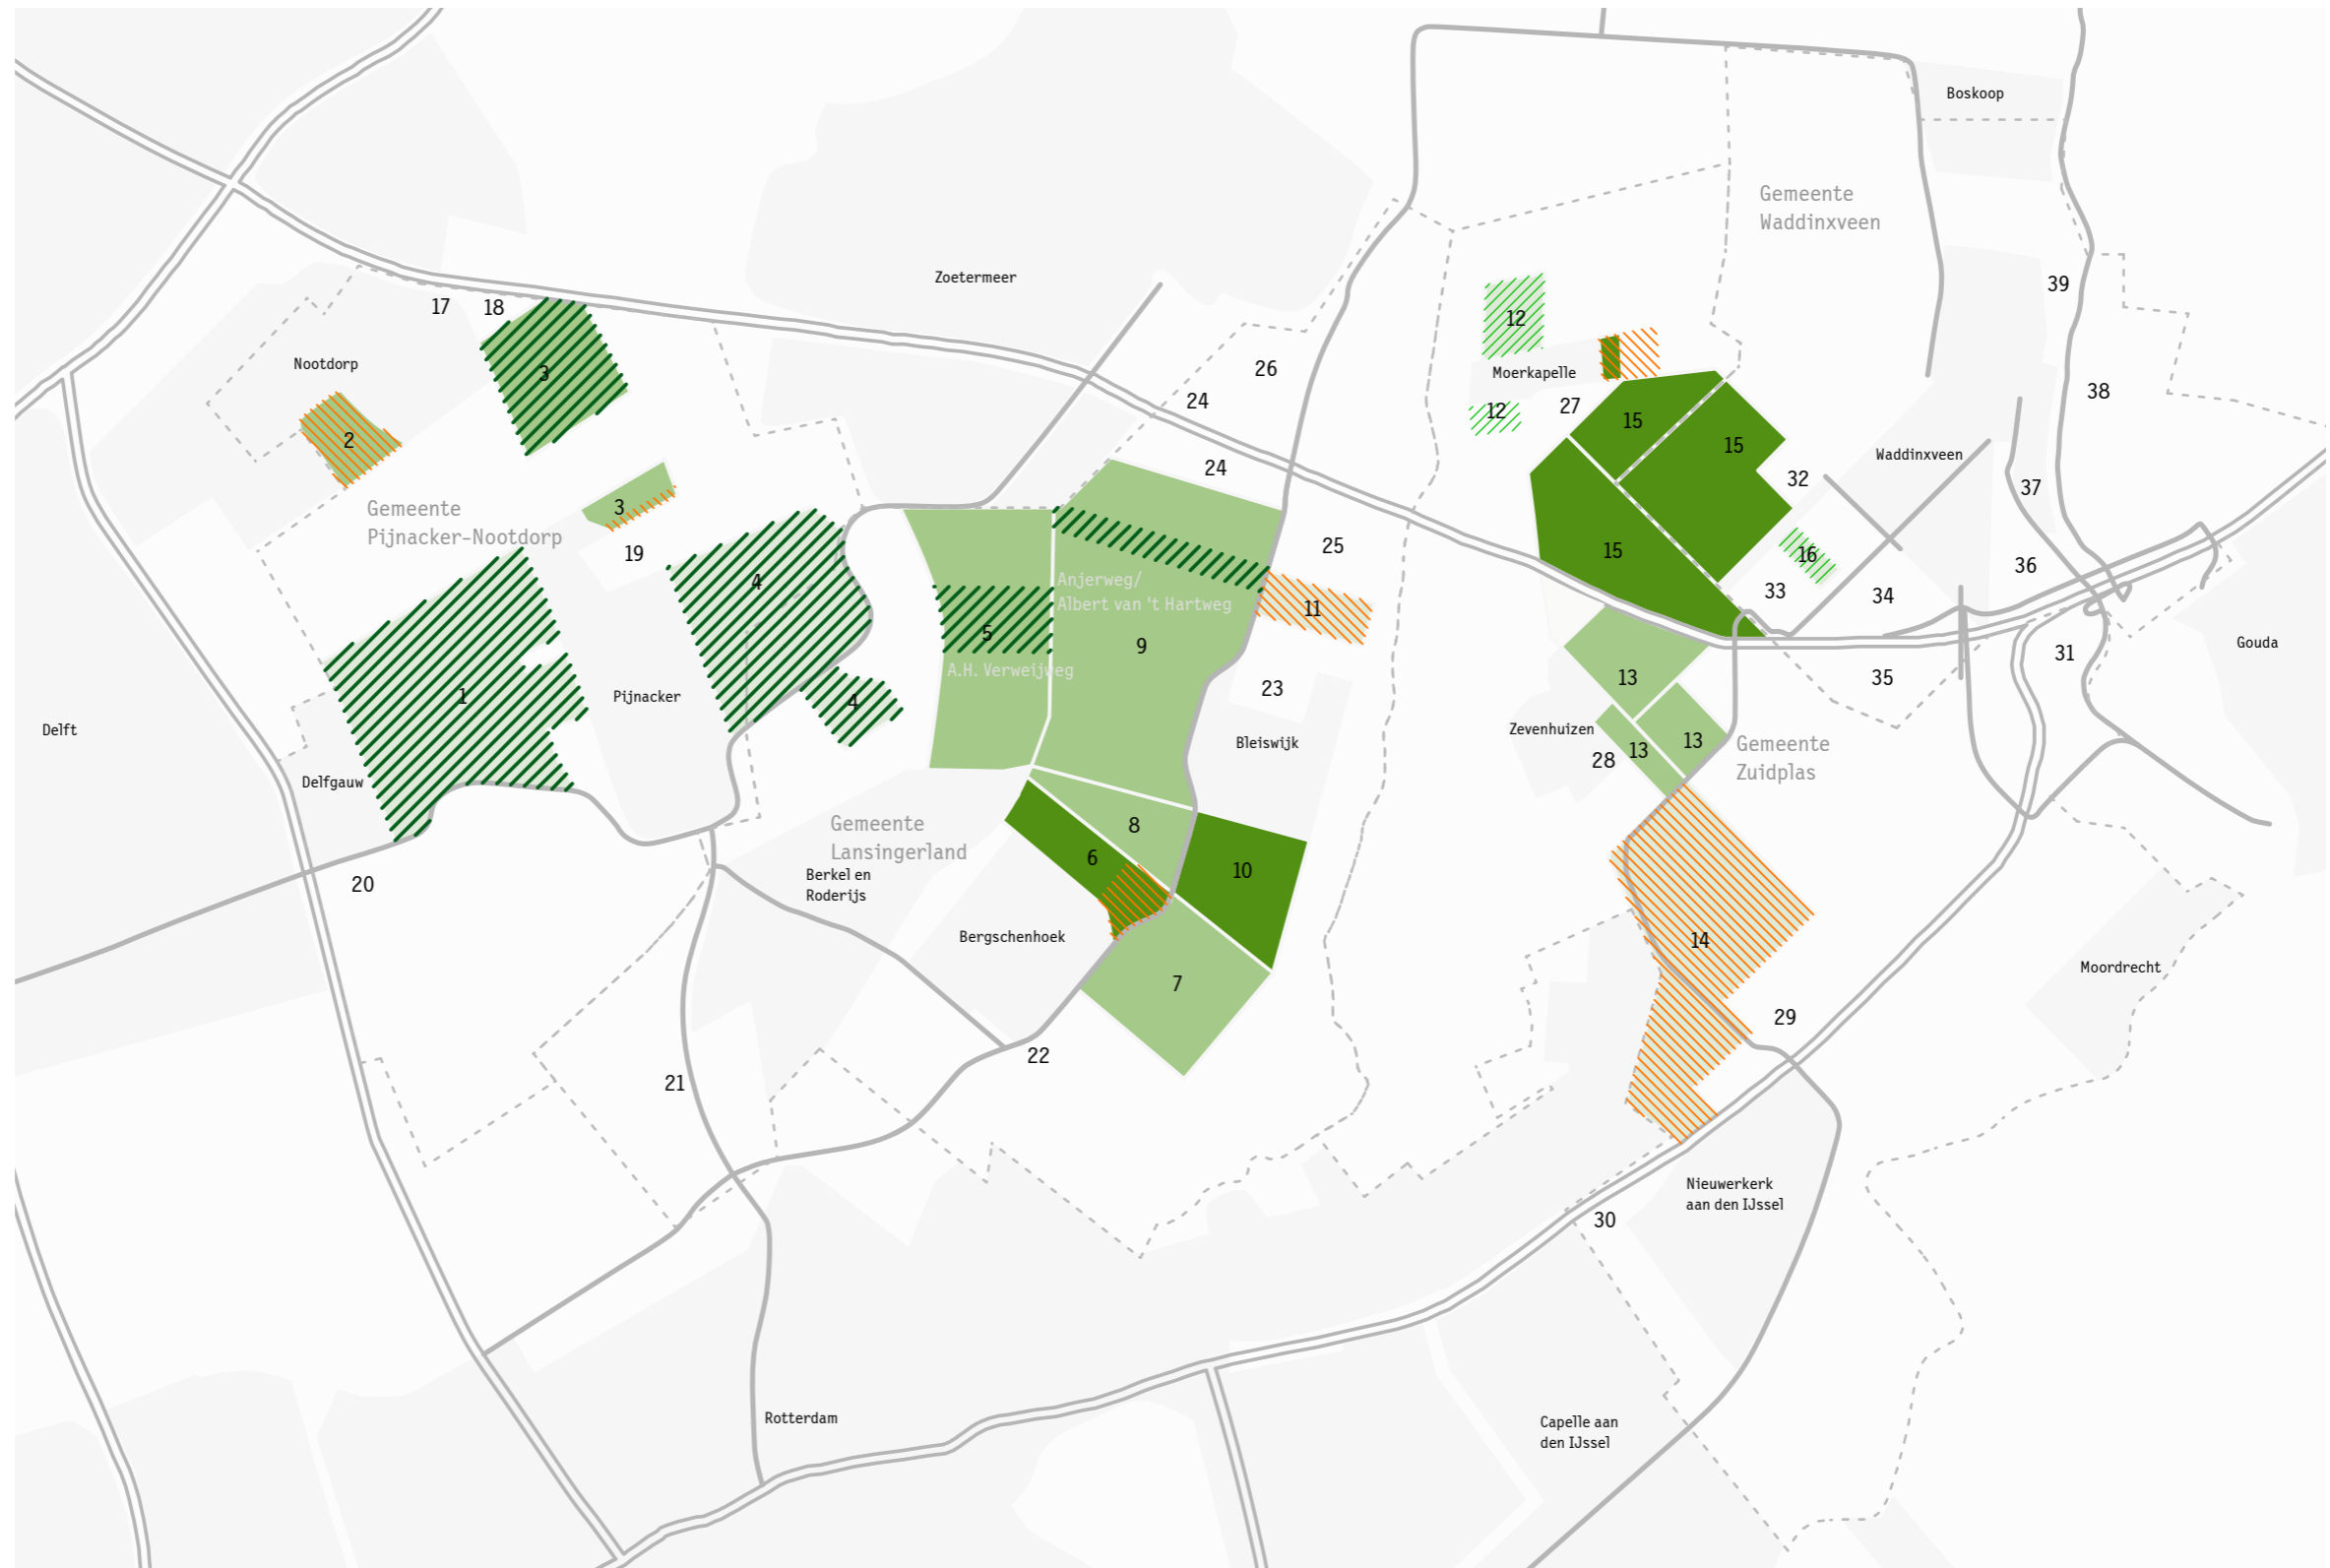 Boskoop
Gemeente
Waddinxveen
Zoetermeer
39
17
18
12
Nootdorp
3
26
Moerkapelle
38
24
12
27
15
15
2
Waddinxveen
24
32
37
Gemeente
Pijnacker-Nootdorp
3
19
25
15
16
36
4
Anjerweg/
Albert van 't Hartweg
11
33
34
5
9
Gouda
31
A.H. Verweijweg
13
35
1
Pijnacker
4
23
Delft
Bleiswijk
Zevenhuizen
13
13
28
Gemeente
Zuidplas
Delfgauw
Gemeente
Lansingerland
8
6
10
Berkel en
Roderijs
20
Bergschenhoek
14
Moordrecht
7
29
22
21
Nieuwerkerk
aan den IJssel
30
Rotterdam
Capelle aan
den IJssel